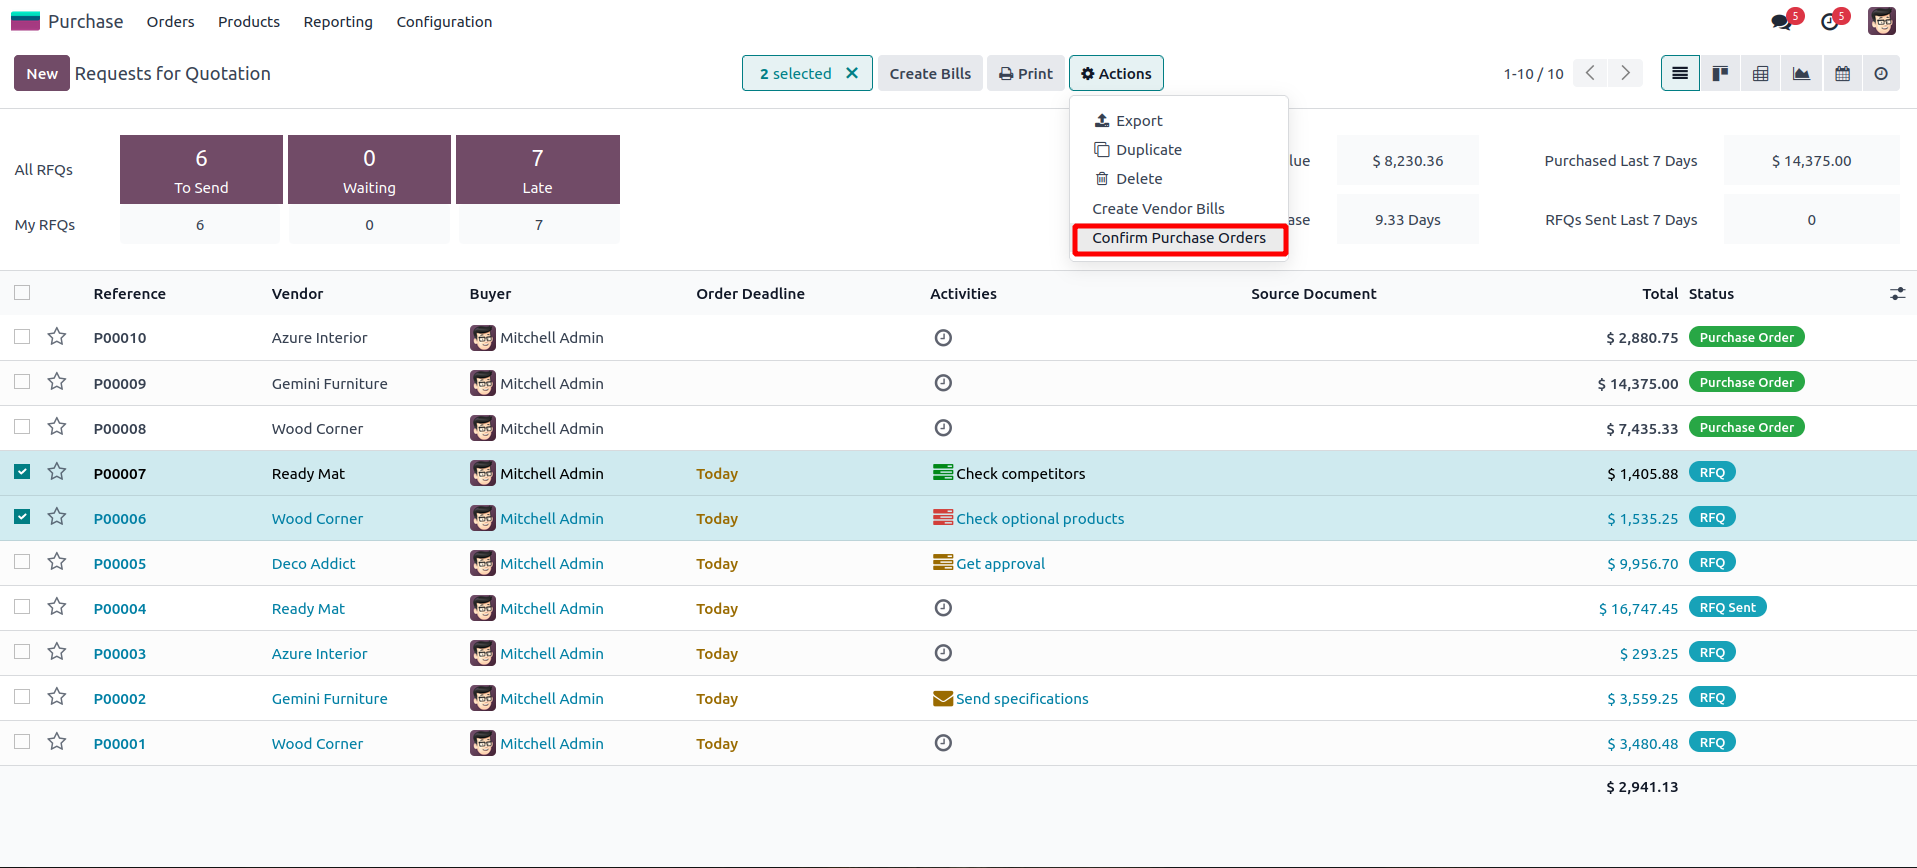 Purchase Orders Products Reporting Configuration 5 5
New Requests for Quotation 2 selected Create Bills Print Actions 1-10 / 10
Export
Duplicate
Delete
Create Vendor Bills
Confirm Purchase Orders
All RFQs 6 To Send 0 Waiting 7 Late lue $ 8,230.36 Purchased Last 7 Days $ 14,375.00
My RFQs 6 0 7 ase 9.33 Days RFQs Sent Last 7 Days 0
Reference Vendor Buyer Order Deadline Activities Source Document Total Status
P00010 Azure Interior Mitchell Admin $ 2,880.75 Purchase Order
P00009 Gemini Furniture Mitchell Admin $ 14,375.00 Purchase Order
P00008 Wood Corner Mitchell Admin $ 7,435.33 Purchase Order
P00007 Ready Mat Mitchell Admin Today Check competitors $ 1,405.88 RFQ
P00006 Wood Corner Mitchell Admin Today Check optional products $ 1,535.25 RFQ
P00005 Deco Addict Mitchell Admin Today Get approval $ 9,956.70 RFQ
P00004 Ready Mat Mitchell Admin Today $ 16,747.45 RFQ Sent
P00003 Azure Interior Mitchell Admin Today $ 293.25 RFQ
P00002 Gemini Furniture Mitchell Admin Today Send specifications $ 3,559.25 RFQ
P00001 Wood Corner Mitchell Admin Today $ 3,480.48 RFQ
$ 2,941.13